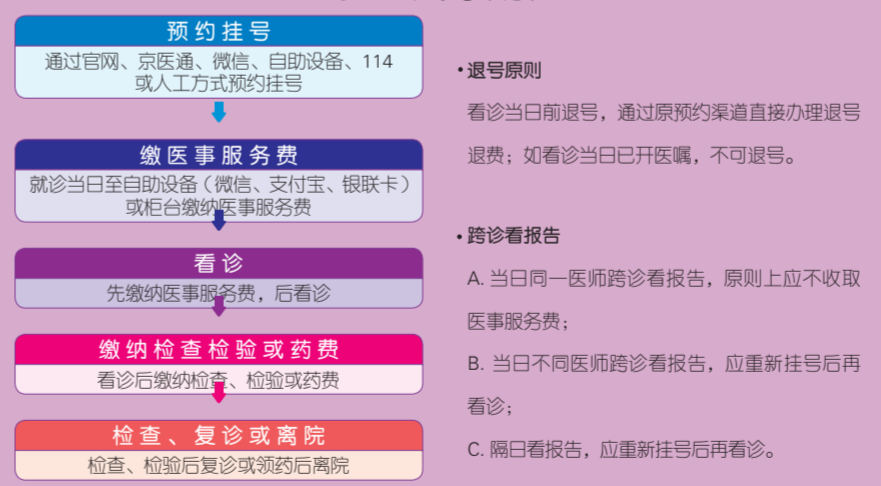 预约挂号
通过官网、京医通、微信、自助设备、114
或人工方式预约挂号
缴医事服务费
就诊当日至自助设备（微信、支付宝、银联卡）
或柜台缴纳医事服务费
看诊
先缴纳医事服务费，后看诊
缴纳检查检验或药费
看诊后缴纳检查、检验或药费
检查、复诊或离院
检查、检验后复诊或领药后离院
•退号原则
看诊当日前退号，通过原预约渠道直接办理退号
退费；如看诊当日已开医嘱，不可退号。
•跨诊看报告
A. 当日同一医师跨诊看报告，原则上应不收取
医事服务费；
B. 当日不同医师跨诊看报告，应重新挂号后再
看诊；
C. 隔日看报告，应重新挂号后再看诊。